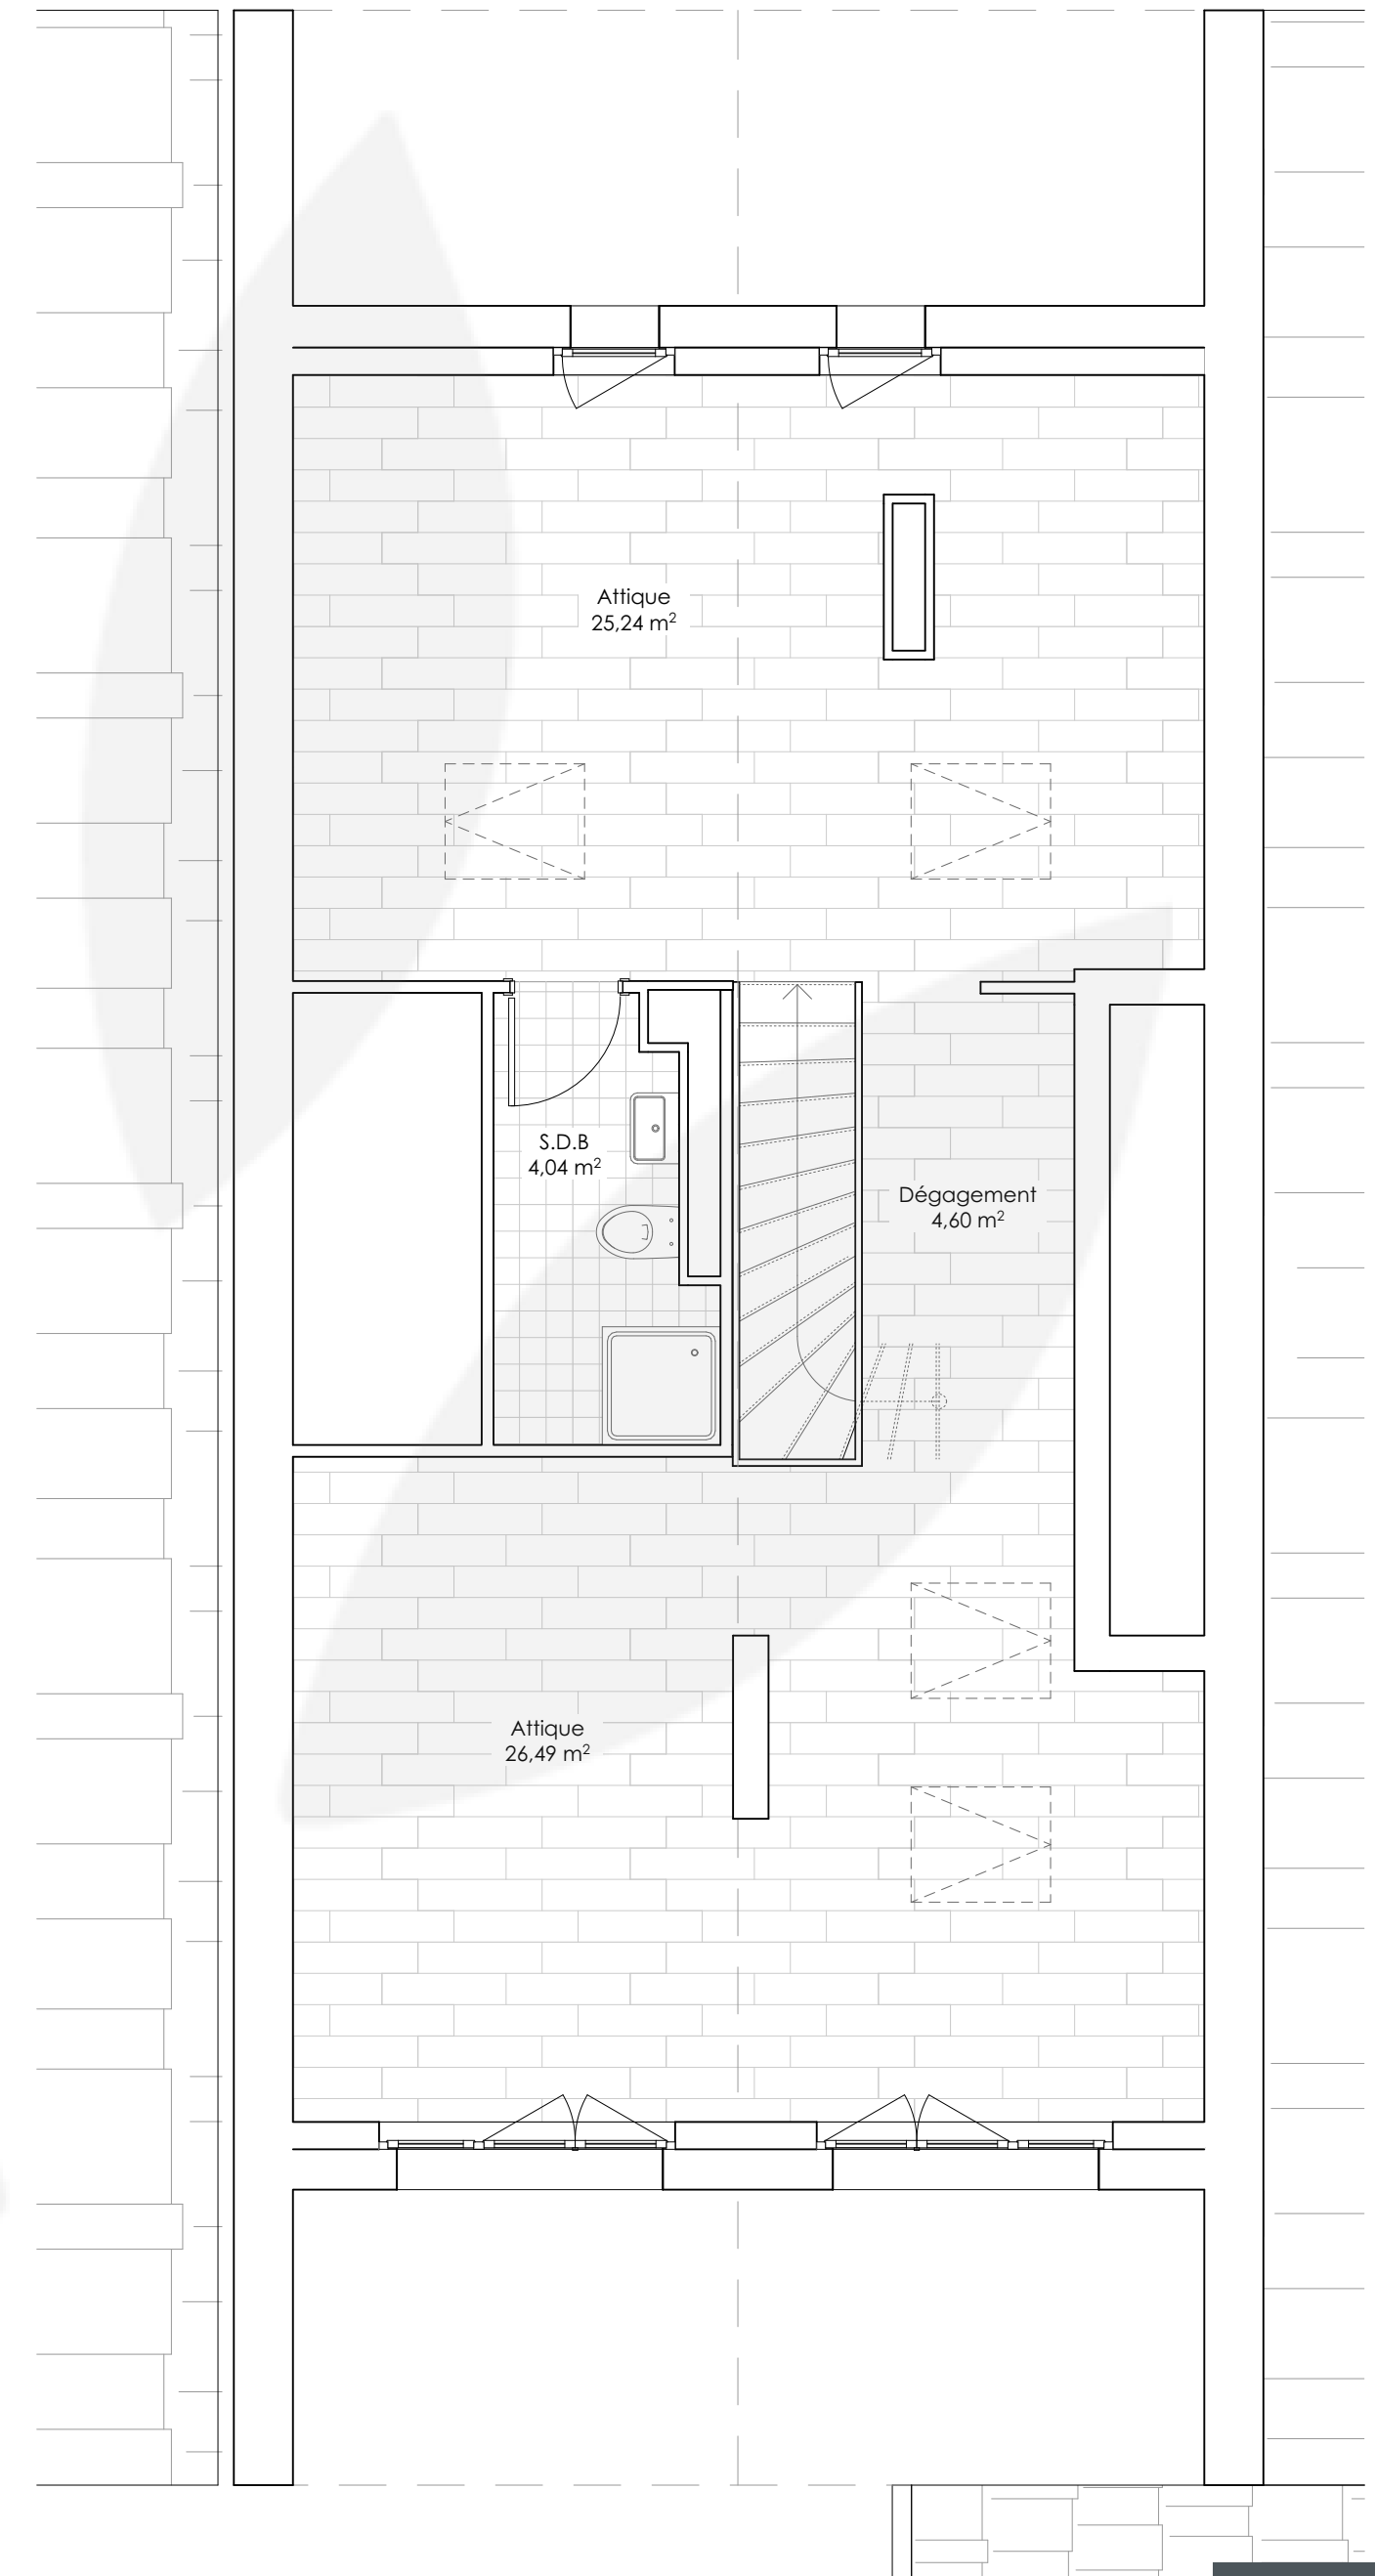 Attique
25,24 m²
S.D.B
4,04 m²
Dégagement
4,60 m²
Attique
26,49 m²